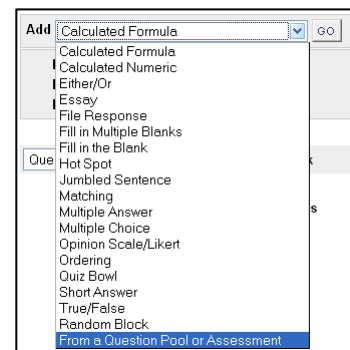 Add Calculated Formula GO
Calculated Formula
Calculated Numeric
Either/Or
Essay
File Response
Fill in Multiple Blanks
Fill in the Blank
Hot Spot
Jumbled Sentence
Matching
Multiple Answer
Multiple Choice
Opinion Scale/Likert
Ordering
Quiz Bowl
Short Answer
True/False
Random Block
From a Question Pool or Assessment